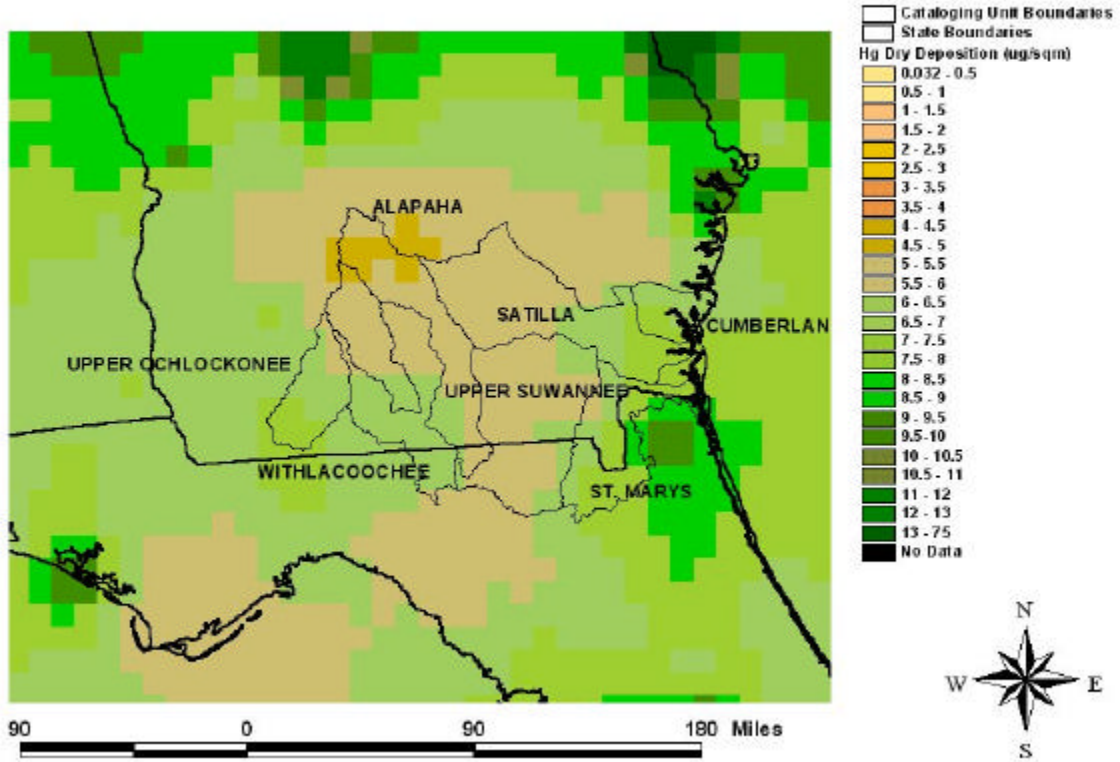 Cataloging Unit Boundaries
State Boundaries
Hg Dry Deposition (ug/sqm)
0.032 - 0.5
0.5 - 1
1 - 1.5
1.5 - 2
2 - 2.5
2.5 - 3
3 - 3.5
3.5 - 4
4 - 4.5
4.5 - 5
5 - 5.5
5.5 - 6
6 - 6.5
6.5 - 7
7 - 7.5
7.5 - 8
8 - 8.5
8.5 - 9
9 - 9.5
9.5-10
10 - 10.5
10.5 - 11
11 - 12
12 - 13
13 - 75
No Data
ALAPAHA
SATILLA
CUMBERLAN
UPPER OCHLOCKONEE
UPPER SUWANNEE
WITHLACOOCHEE
ST. MARYS
N
W E
S
90 0 90 180 Miles